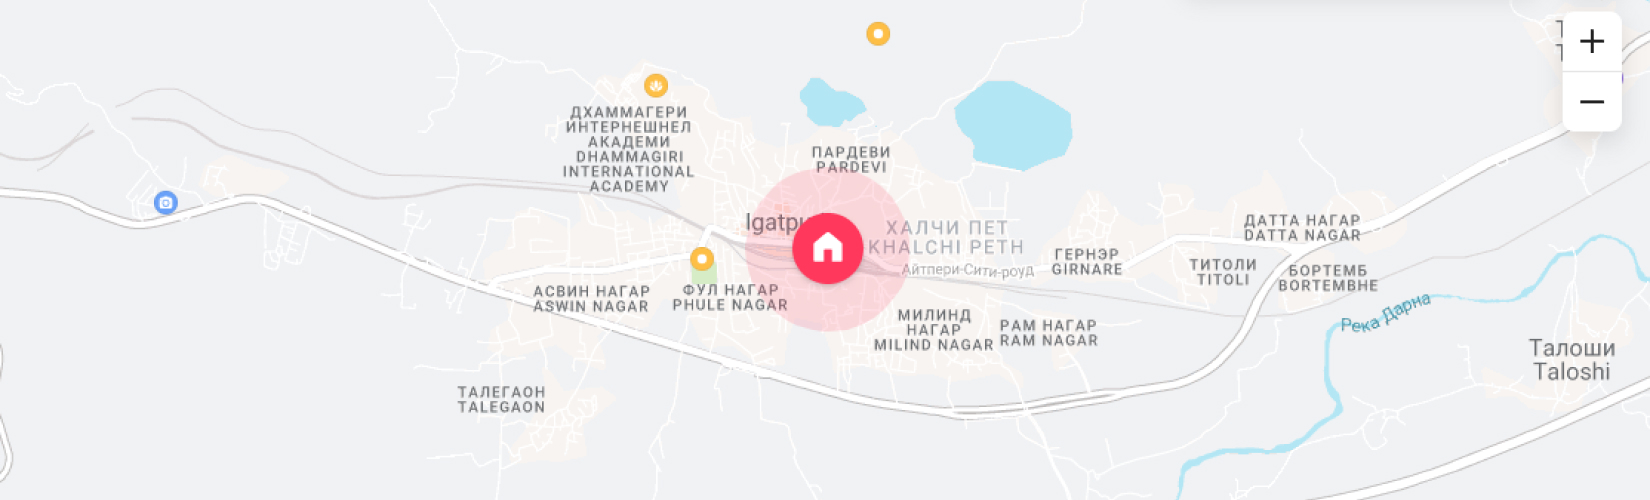 ДХАММАГЕРИ
ИНТЕРНЕШНЕЛ
АКАДЕМИ
DHAMMAGIRI
INTERNATIONAL
ACADEMY
ПАРДЕВИ
PARDEVI
ХАЛЧИ ПЕТ
KHALCHI PETH
Айтпери-Сити-роуд
ГЕРНЭР
GIRNARE
ДАТТА НАГАР
DATTA NAGAR
ТИТОЛИ
TITOLI
БОРТЕМБ
BORTEMBHE
АСВИН НАГАР
ASWIN NAGAR
ФУЛ НАГАР
PHULE NAGAR
МИЛИНД
НАГАР
MILIND NAGAR
РАМ НАГАР
RAM NAGAR
Река Дарна
Талоши
Taloshi
ТАЛЕГАОН
TALEGAON
+
−